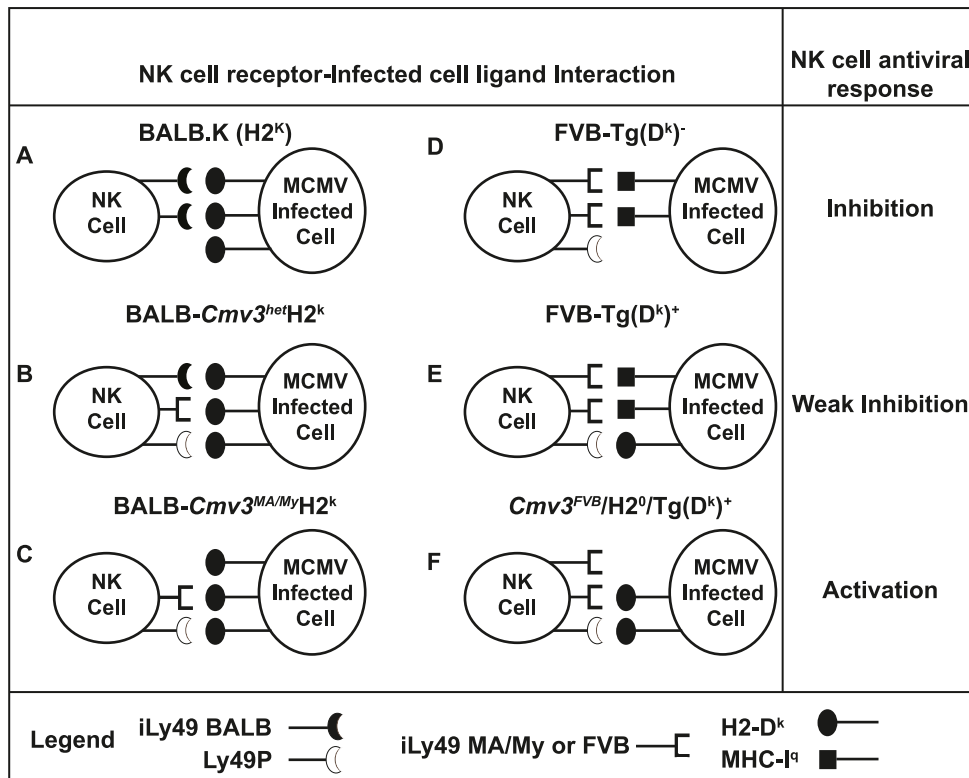 NK cell receptor-Infected cell ligand Interaction
NK cell antiviral
response
A
BALB.K (H2ᴷ)
NK
Cell
MCMV
Infected
Cell
D
FVB-Tg(Dᵏ)⁻
NK
Cell
MCMV
Infected
Cell
Inhibition
B
BALB-Cmv3ʰᵉᵗH2ᵏ
NK
Cell
MCMV
Infected
Cell
E
FVB-Tg(Dᵏ)⁺
NK
Cell
MCMV
Infected
Cell
Weak Inhibition
C
BALB-Cmv3ᴹᴬ/ᴹʸH2ᵏ
NK
Cell
MCMV
Infected
Cell
F
Cmv3ᶠⱽᴮ/H2⁰/Tg(Dᵏ)⁺
NK
Cell
MCMV
Infected
Cell
Activation
Legend
iLy49 BALB
Ly49P
iLy49 MA/My or FVB
H2-Dᵏ
MHC-Iᑫ